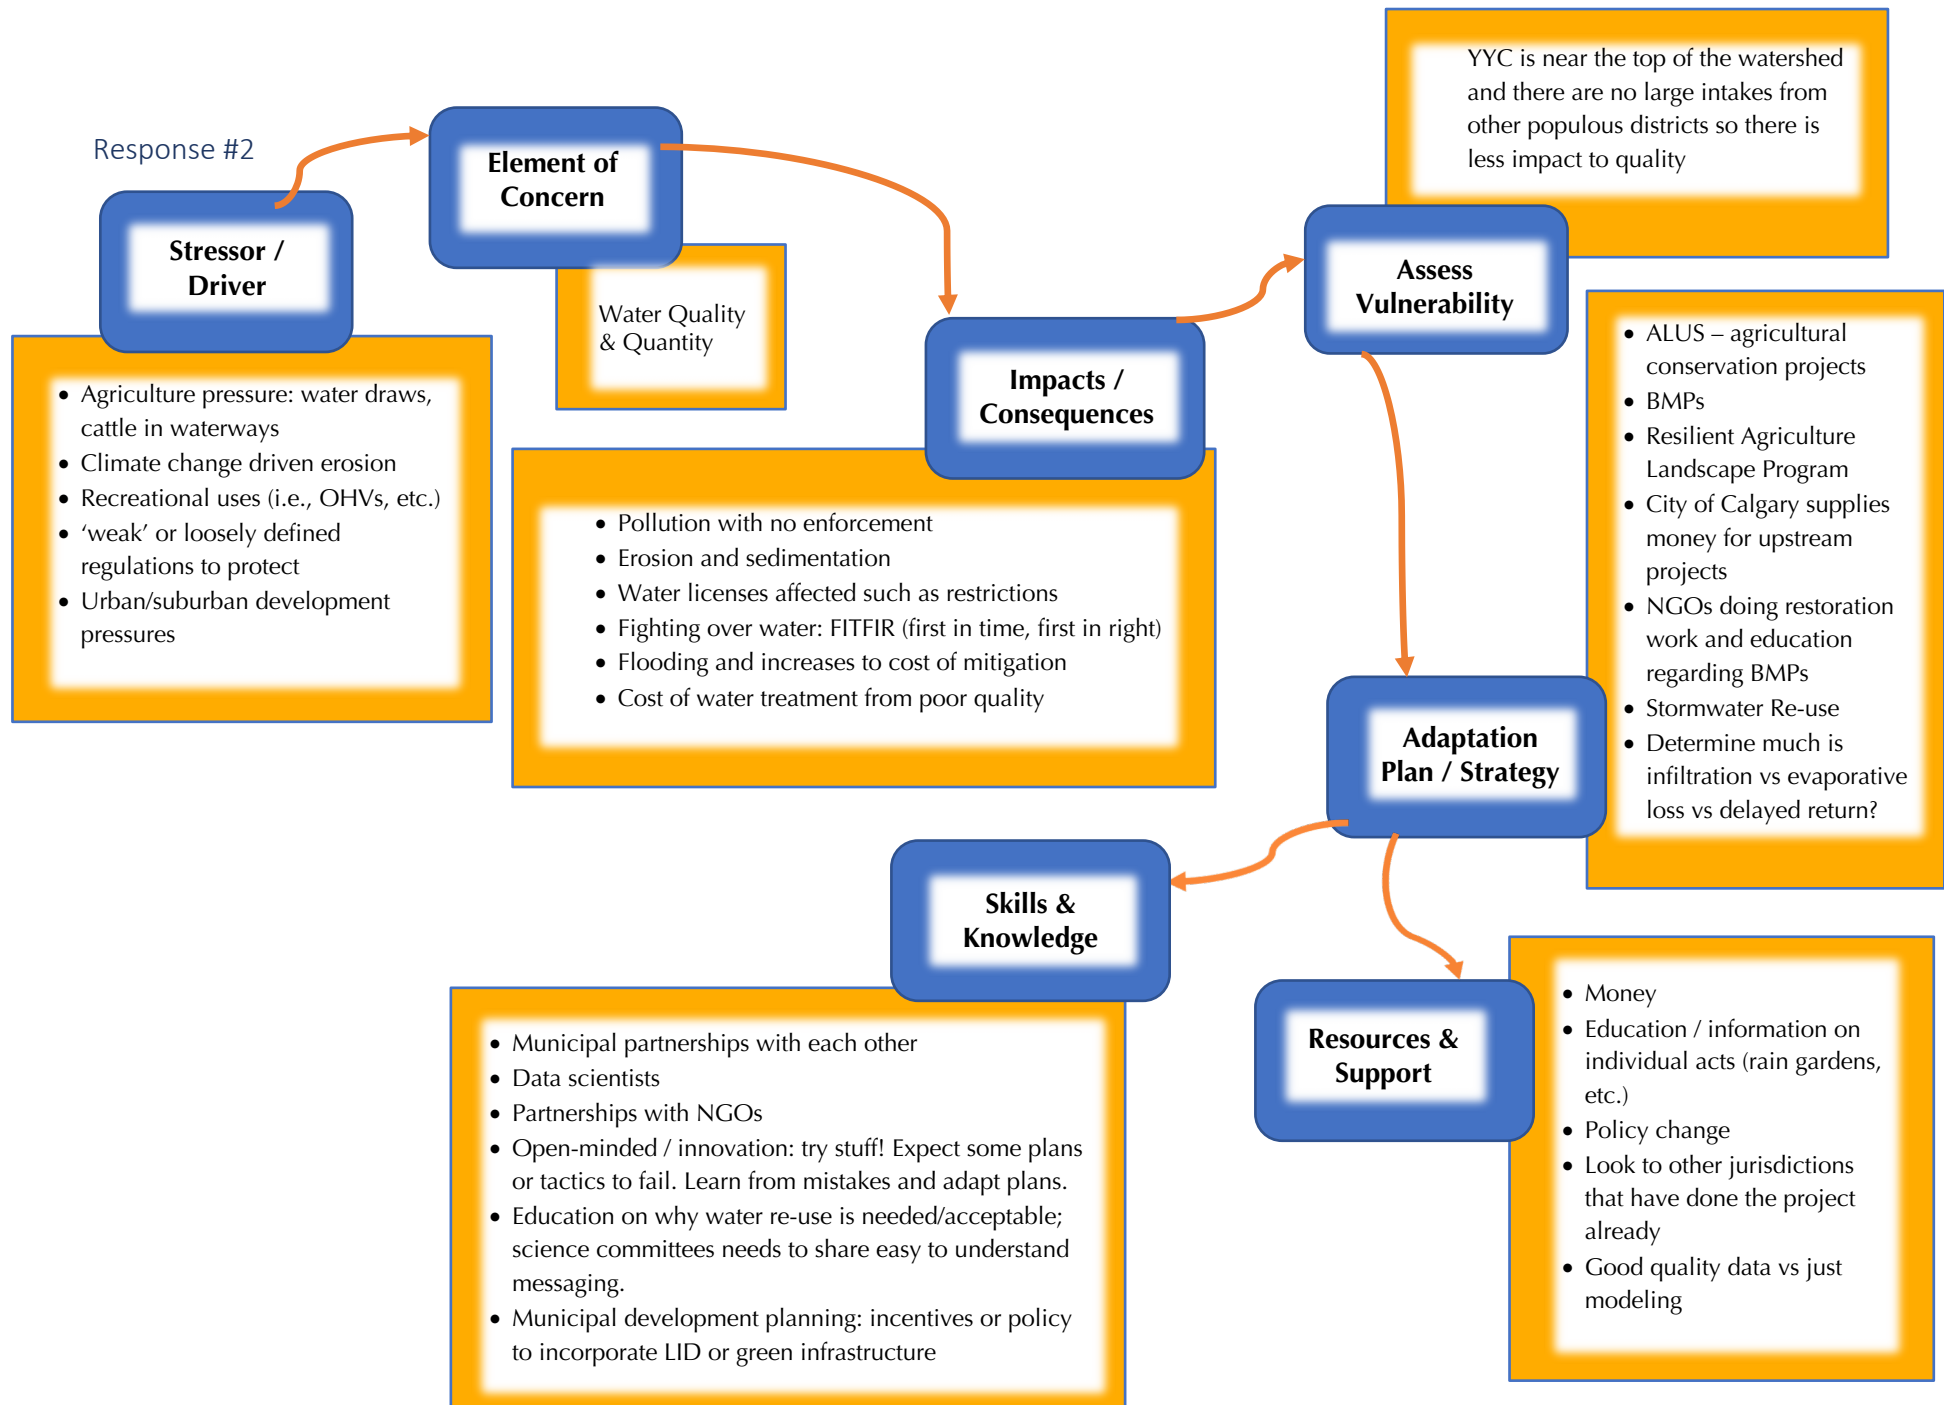 Response #2
Stressor /
Driver
• Agriculture pressure: water draws,
cattle in waterways
• Climate change driven erosion
• Recreational uses (i.e., OHVs, etc.)
• ‘weak’ or loosely defined
regulations to protect
• Urban/suburban development
pressures
Element of
Concern
Water Quality
& Quantity
Impacts /
Consequences
• Pollution with no enforcement
• Erosion and sedimentation
• Water licenses affected such as restrictions
• Fighting over water: FITFIR (first in time, first in right)
• Flooding and increases to cost of mitigation
• Cost of water treatment from poor quality
Assess
Vulnerability
YYC is near the top of the watershed
and there are no large intakes from
other populous districts so there is
less impact to quality
Adaptation
Plan / Strategy
• ALUS – agricultural
conservation projects
• BMPs
• Resilient Agriculture
Landscape Program
• City of Calgary supplies
money for upstream
projects
• NGOs doing restoration
work and education
regarding BMPs
• Stormwater Re-use
• Determine much is
infiltration vs evaporative
loss vs delayed return?
Skills &
Knowledge
• Municipal partnerships with each other
• Data scientists
• Partnerships with NGOs
• Open-minded / innovation: try stuff! Expect some plans
or tactics to fail. Learn from mistakes and adapt plans.
• Education on why water re-use is needed/acceptable;
science committees needs to share easy to understand
messaging.
• Municipal development planning: incentives or policy
to incorporate LID or green infrastructure
Resources &
Support
• Money
• Education / information on
individual acts (rain gardens,
etc.)
• Policy change
• Look to other jurisdictions
that have done the project
already
• Good quality data vs just
modeling